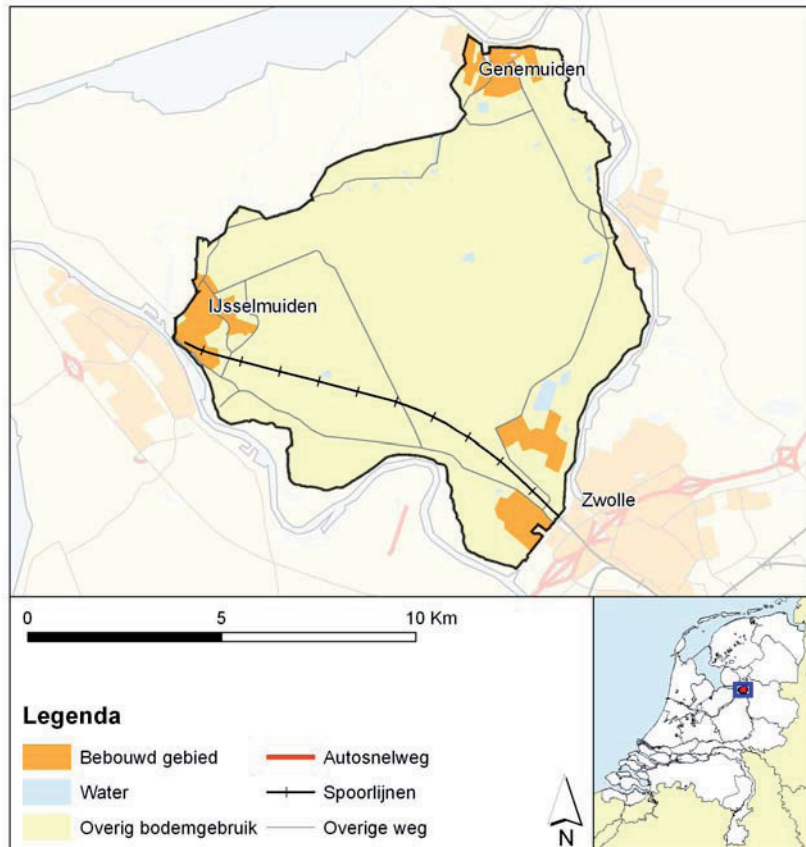 Genemuiden
IJsselmuiden
Zwolle
0 5 10 Km
Legenda
Bebouwd gebied
Autosnelweg
Water
Spoorlijnen
Overig bodemgebruik
Overige weg
N